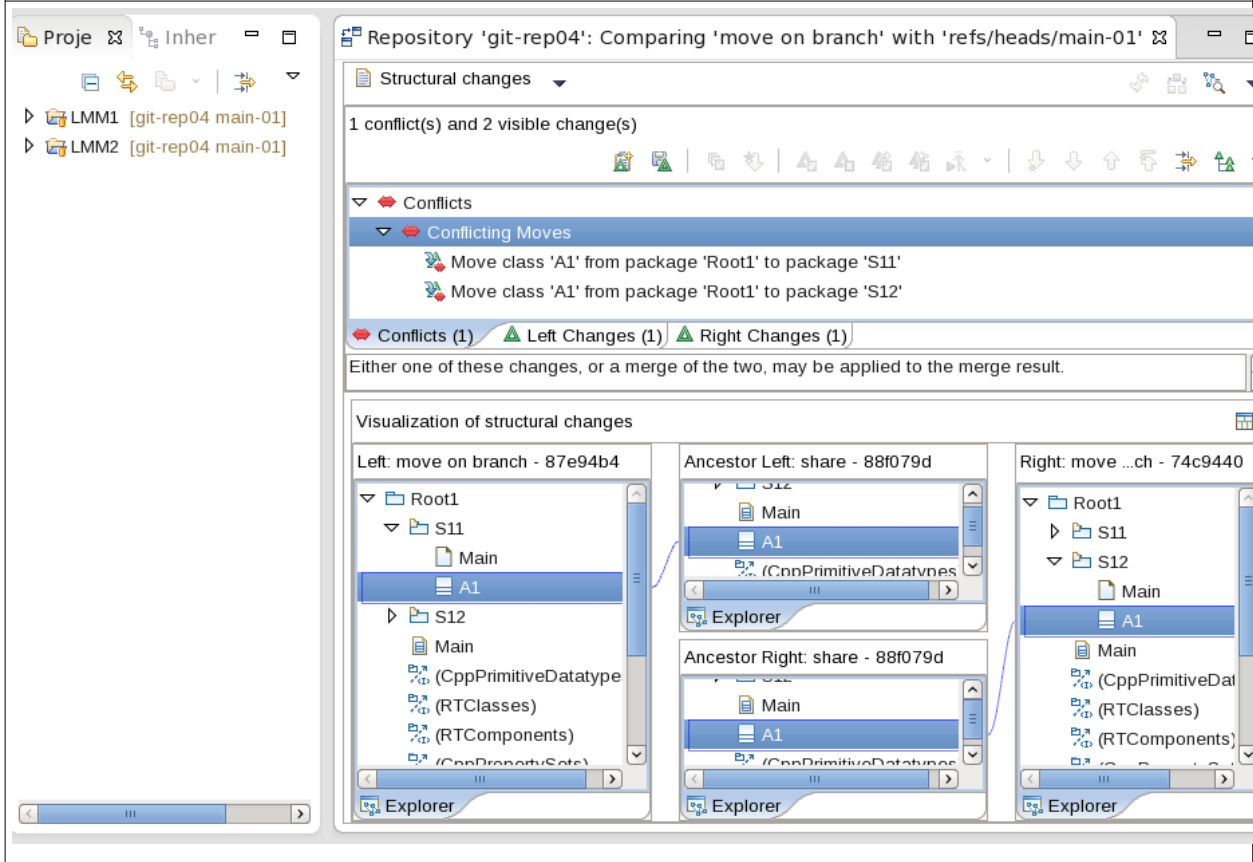 Proje
Inher
LMM1 [git-rep04 main-01]
LMM2 [git-rep04 main-01]
Repository 'git-rep04': Comparing 'move on branch' with 'refs/heads/main-01'
Structural changes
1 conflict(s) and 2 visible change(s)
Conflicts
Conflicting Moves
Move class 'A1' from package 'Root1' to package 'S11'
Move class 'A1' from package 'Root1' to package 'S12'
Conflicts (1)
Left Changes (1)
Right Changes (1)
Either one of these changes, or a merge of the two, may be applied to the merge result.
Visualization of structural changes
Left: move on branch - 87e94b4
Root1
S11
Main
A1
S12
Main
(CppPrimitiveDatatype
(RTClasses)
(RTComponents)
(CppPropertySets)
Explorer
Ancestor Left: share - 88f079d
S12
Main
A1
(CppPrimitiveDatatypes
Explorer
Ancestor Right: share - 88f079d
S12
Main
A1
(CppPrimitiveDatatypes
Explorer
Right: move ...ch - 74c9440
Root1
S11
S12
Main
A1
Main
(CppPrimitiveDat
(RTClasses)
(RTComponents)
Explorer